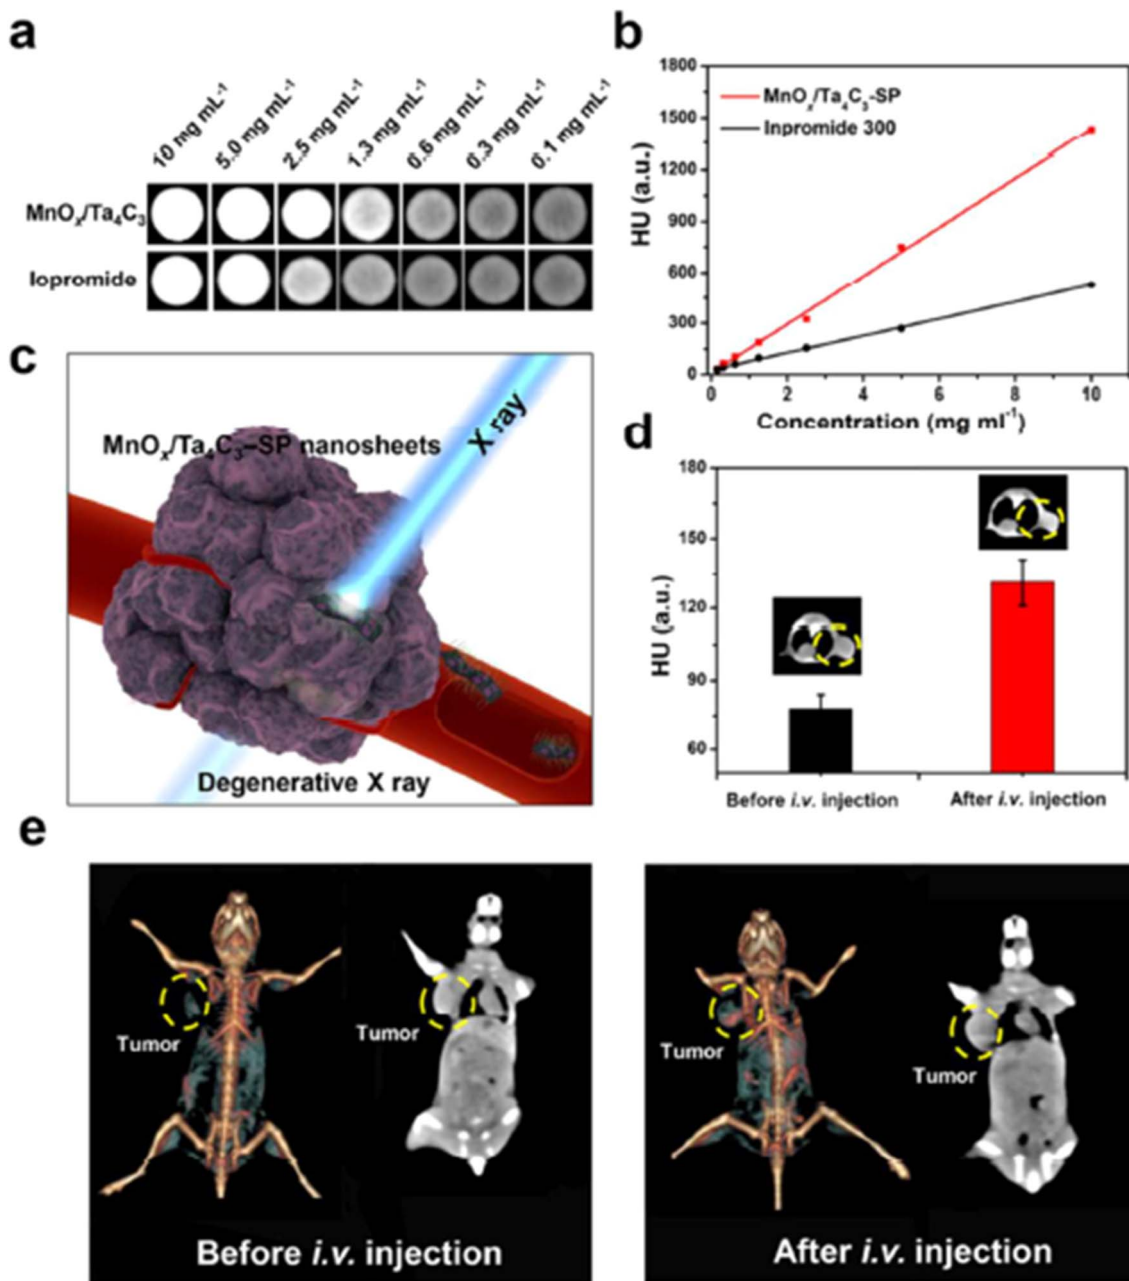 a
10 mg mL⁻¹
5.0 mg mL⁻¹
2.5 mg mL⁻¹
1.3 mg mL⁻¹
0.6 mg mL⁻¹
0.3 mg mL⁻¹
0.1 mg mL⁻¹
MnOₓ/Ta₄C₃
Iopromide
b
1800
1500
1200
900
600
300
0
HU (a.u.)
MnOₓ/Ta₄C₃-SP
Inpromide 300
0 2 4 6 8 10
Concentration (mg ml⁻¹)
c
MnOₓ/Ta₄C₃–SP nanosheets
X ray
Degenerative X ray
d
180
150
120
90
60
HU (a.u.)
Before i.v. injection
After i.v. injection
e
Tumor
Tumor
Before i.v. injection
Tumor
Tumor
After i.v. injection